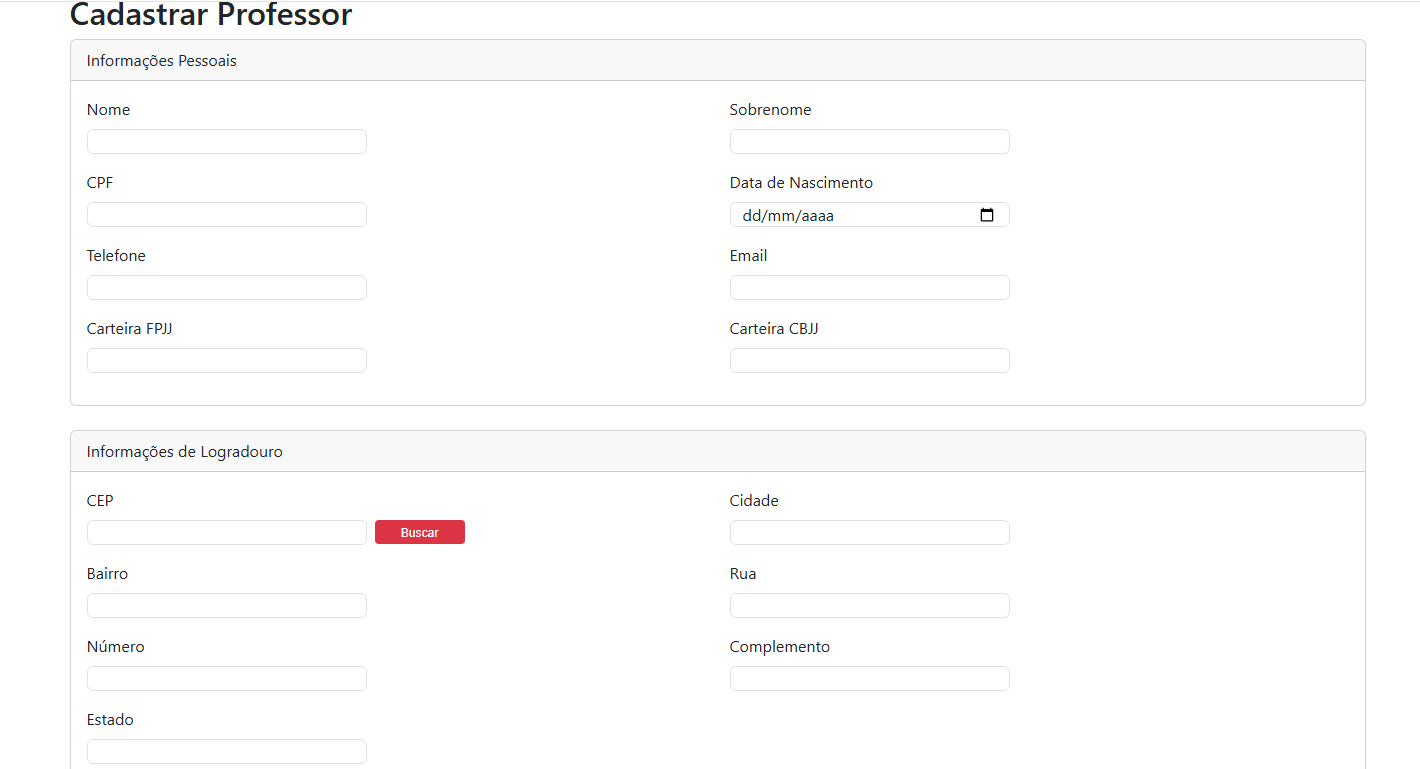 Cadastrar Professor
Informações Pessoais
Nome
Sobrenome
CPF
Data de Nascimento
dd/mm/aaaa
Telefone
Email
Carteira FPJJ
Carteira CBJJ
Informações de Logradouro
CEP
Cidade
Buscar
Bairro
Rua
Número
Complemento
Estado